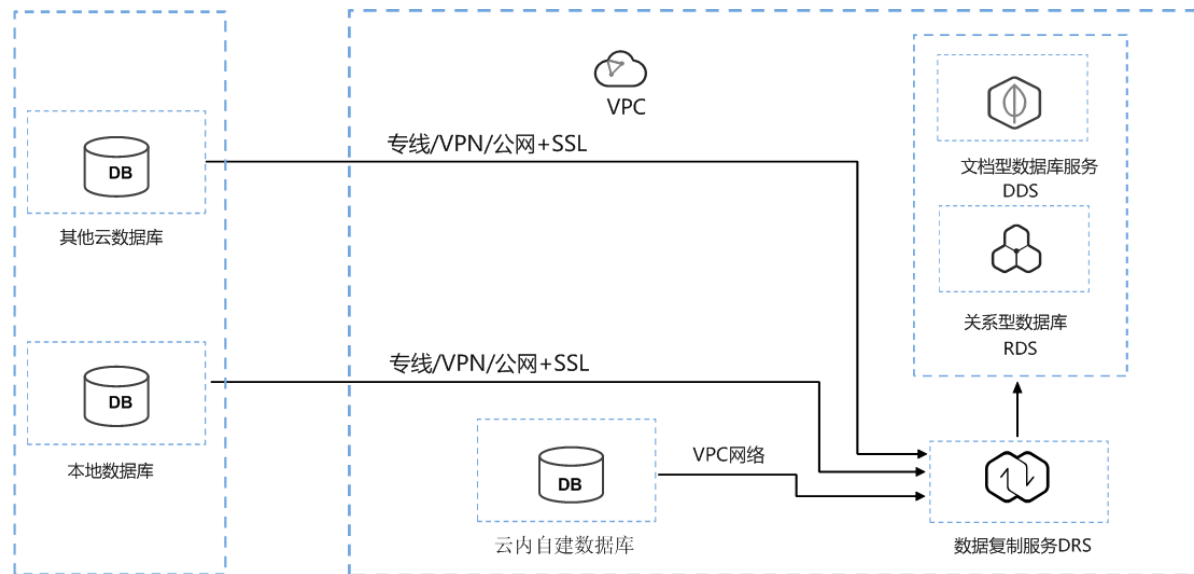 VPC
DB
其他云数据库
专线/VPN/公网+SSL
文档型数据库服务
DDS
关系型数据库
RDS
DB
本地数据库
专线/VPN/公网+SSL
DB
云内自建数据库
VPC网络
数据复制服务DRS